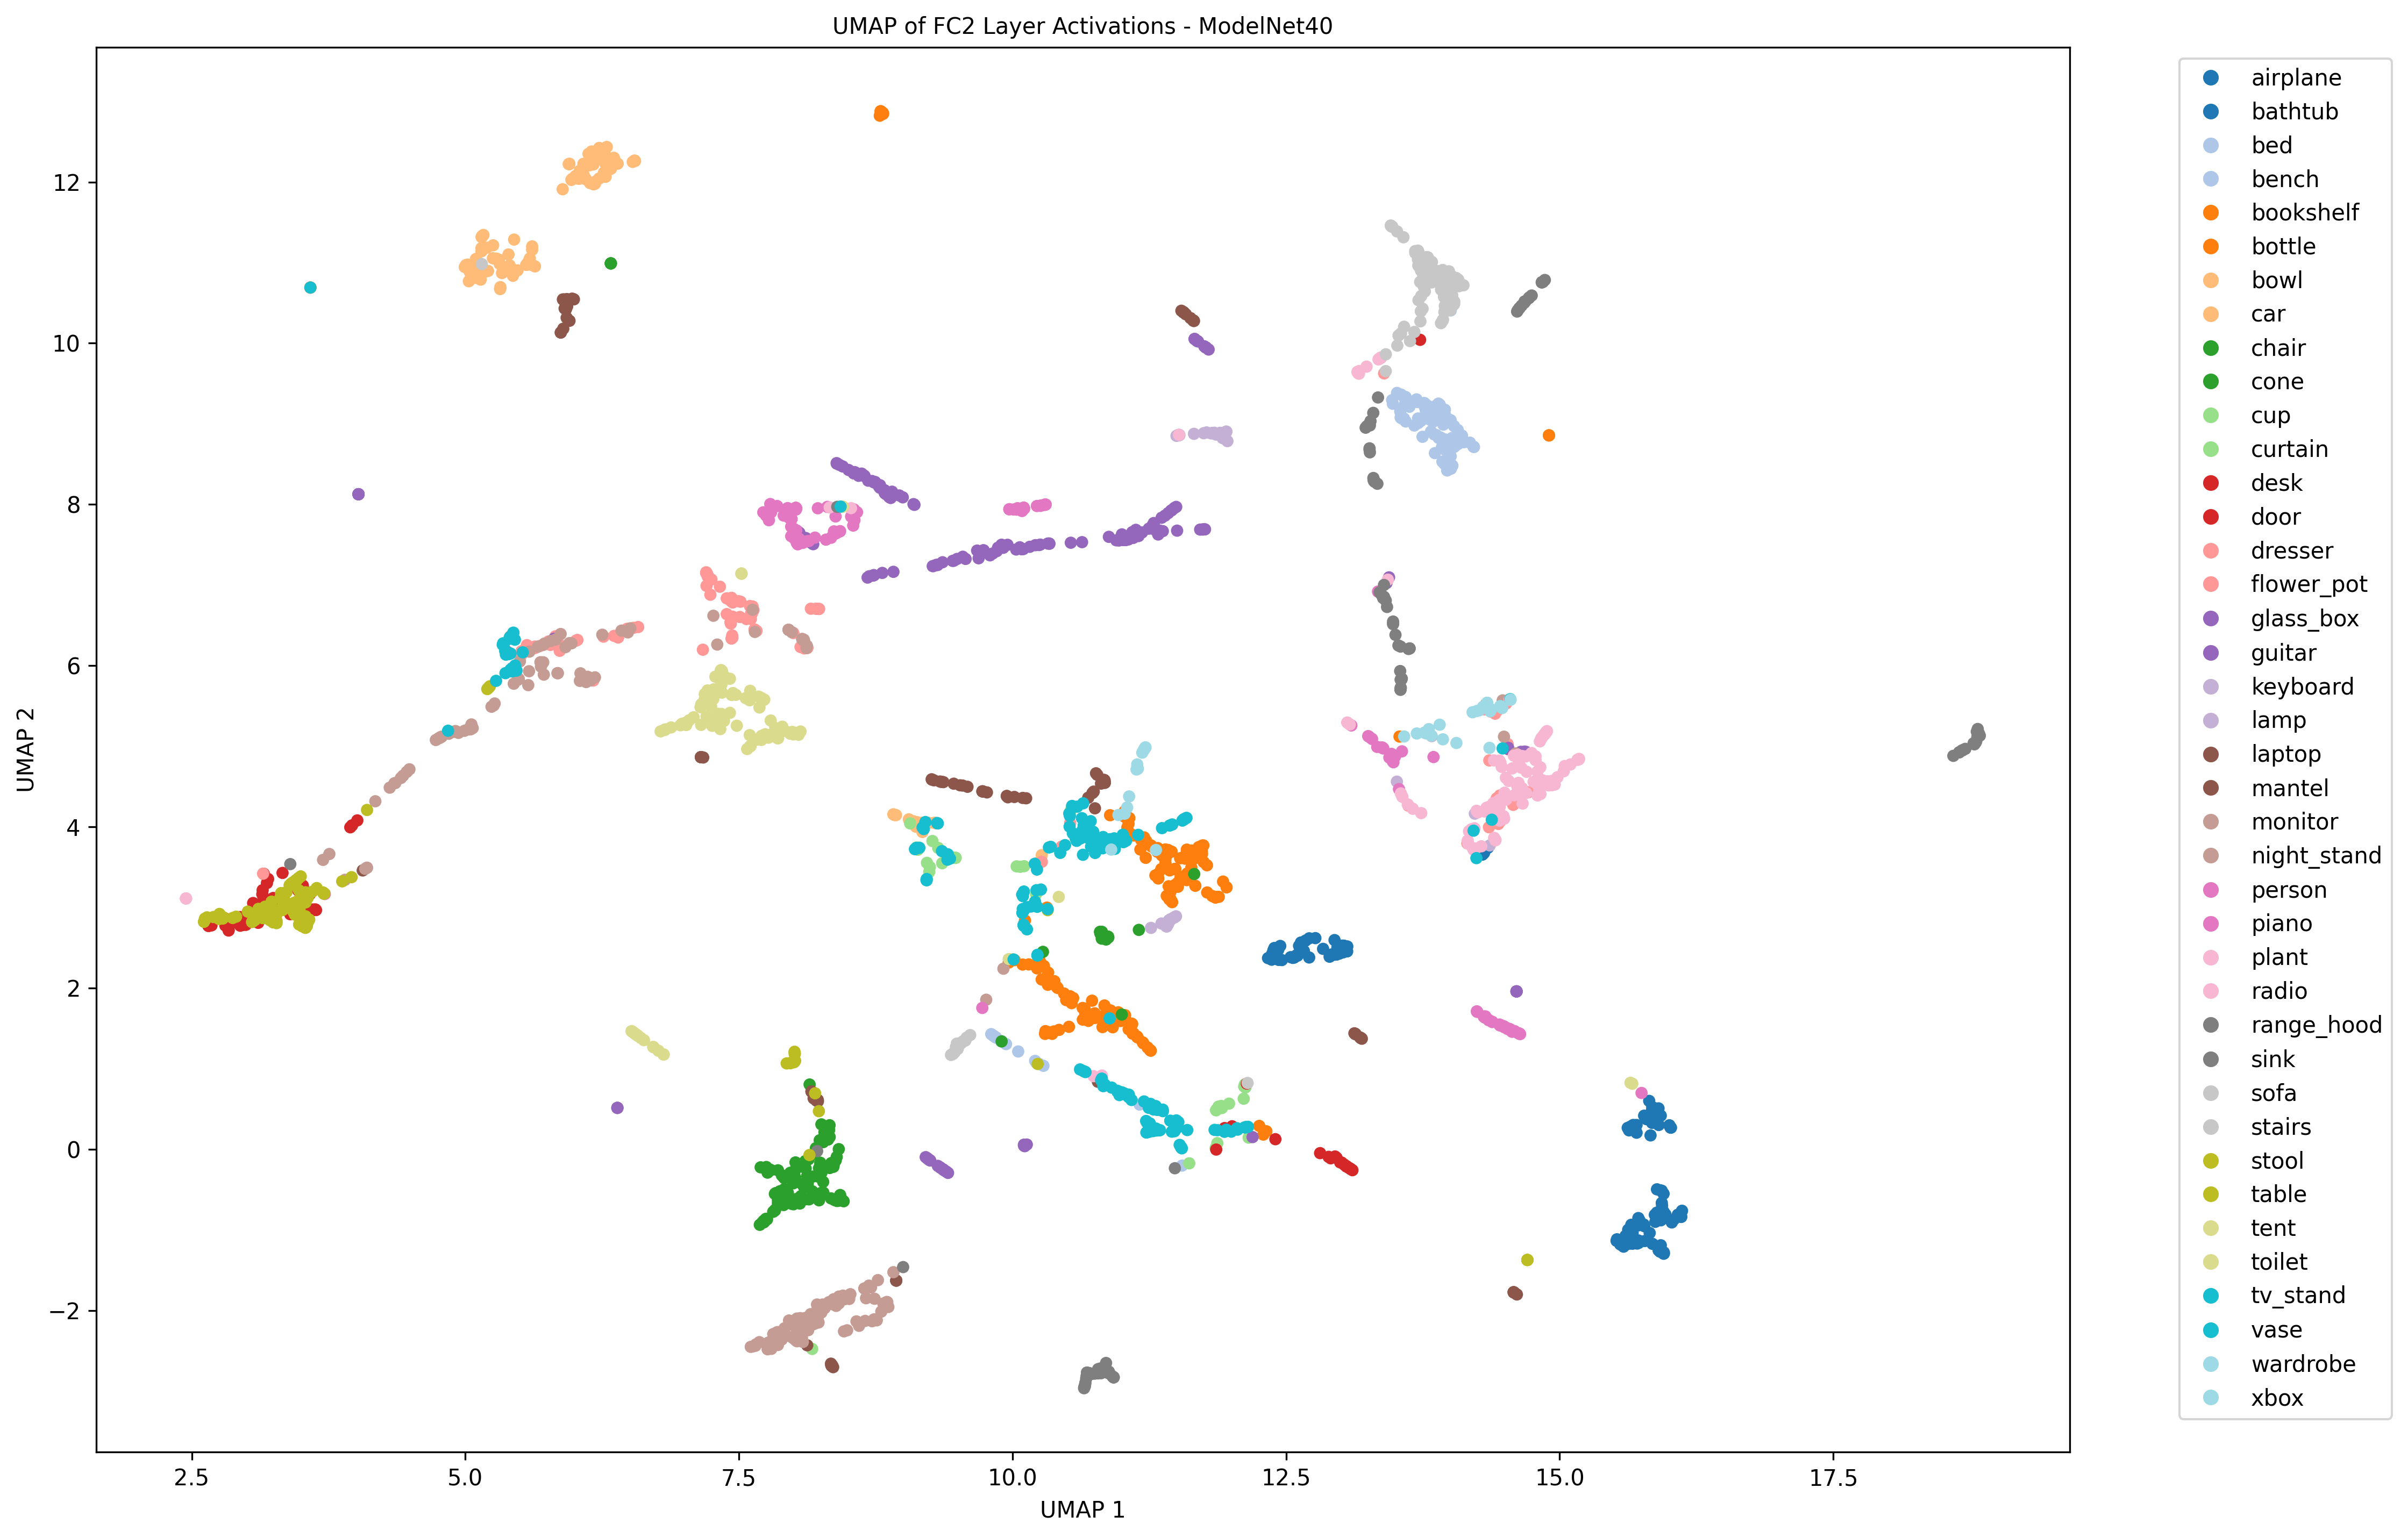 UMAP of FC2 Layer Activations - ModelNet40
12
10
8
6
4
2
0
−2
UMAP 2
2.5 5.0 7.5 10.0 12.5 15.0 17.5
UMAP 1
airplane
bathtub
bed
bench
bookshelf
bottle
bowl
car
chair
cone
cup
curtain
desk
door
dresser
flower_pot
glass_box
guitar
keyboard
lamp
laptop
mantel
monitor
night_stand
person
piano
plant
radio
range_hood
sink
sofa
stairs
stool
table
tent
toilet
tv_stand
vase
wardrobe
xbox